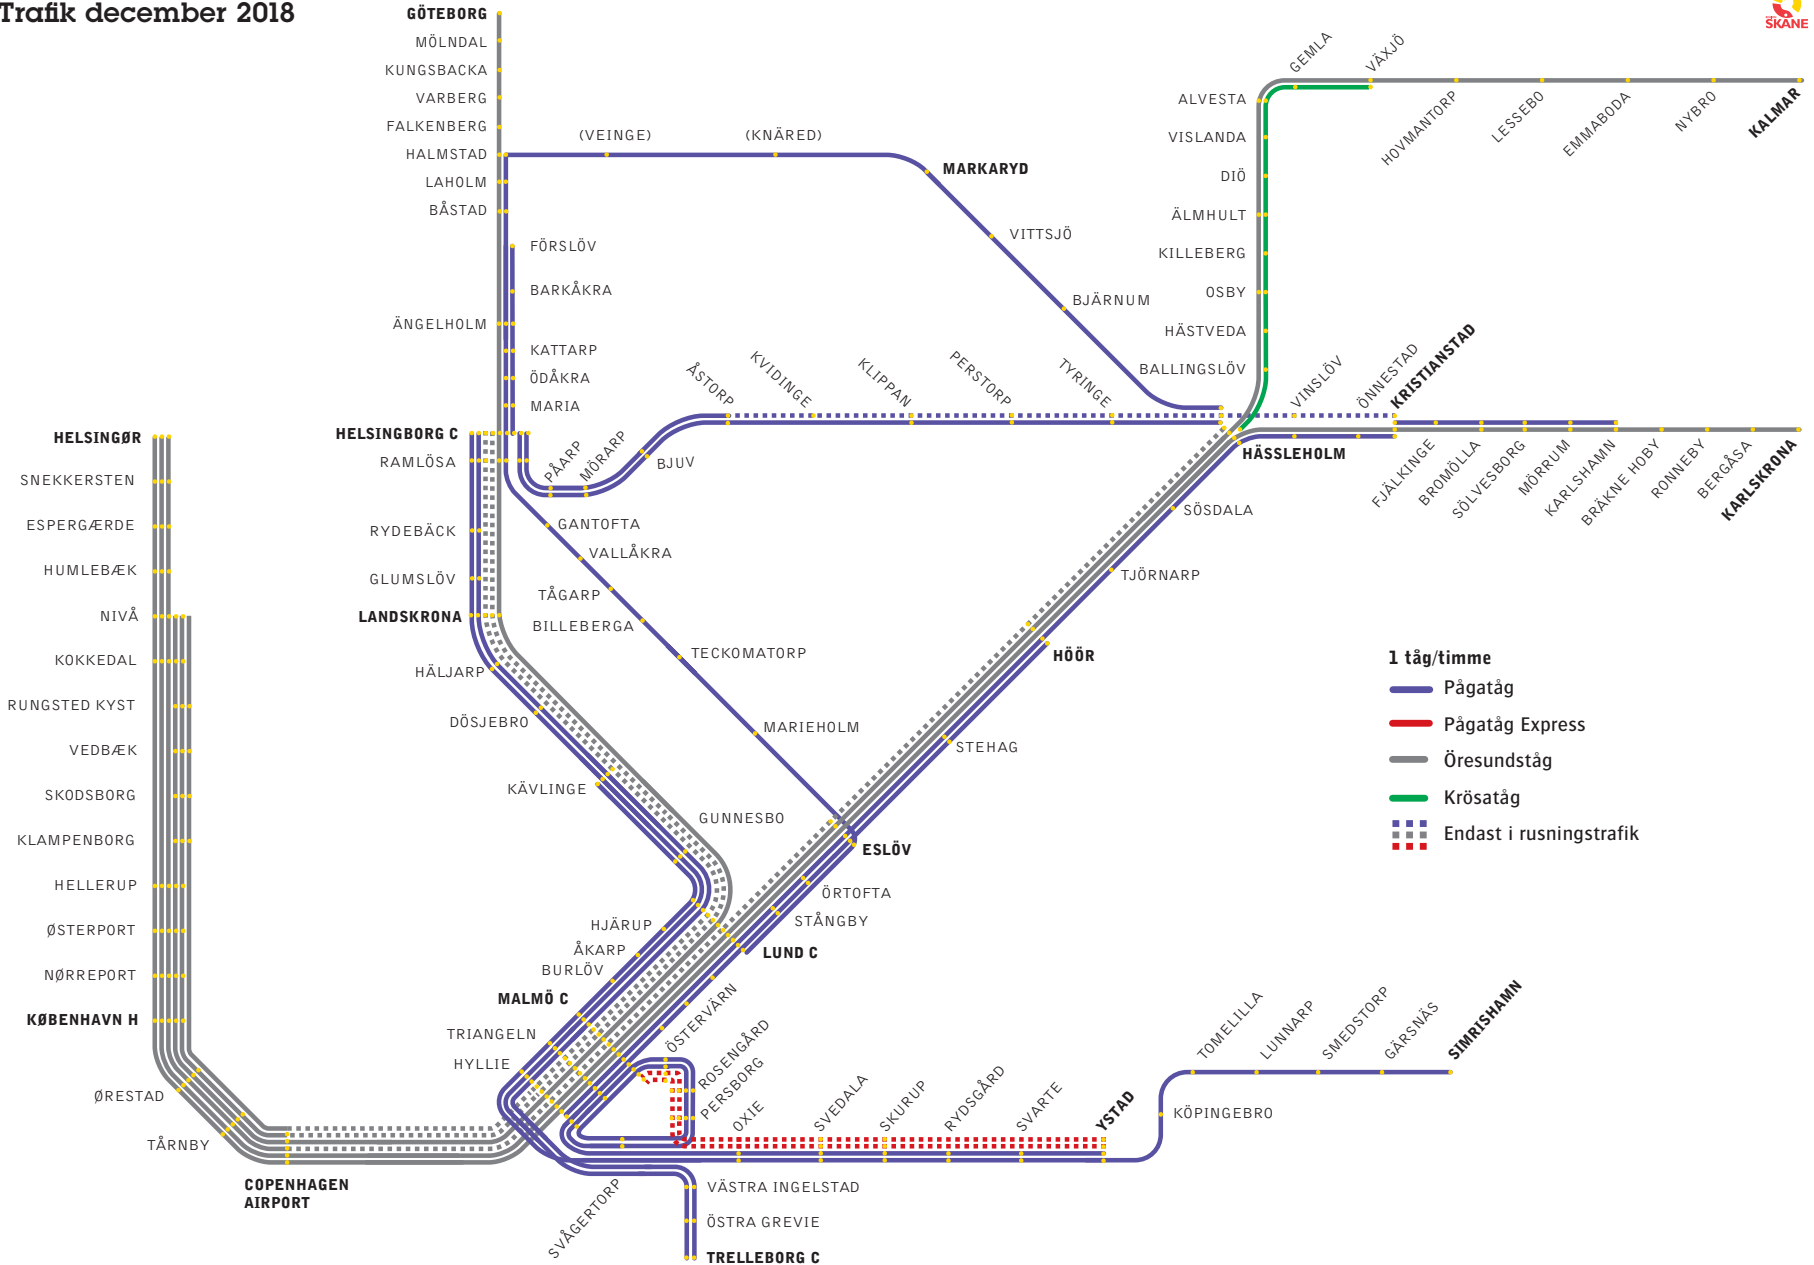 Trafik december 2018
SKÅNE
GÖTEBORG
MÖLNDAL
KUNGSBACKA
VARBERG
FALKENBERG
HALMSTAD
LAHOLM
BÅSTAD
FÖRSLÖV
BARKÅKRA
ÄNGELHOLM
KATTARP
ÖDÅKRA
MARIA
HELSINGBORG C
RAMLÖSA
RYDEBÄCK
GLUMSLÖV
LANDSKRONA
HÄLJARP
DÖSJEBRO
KÄVLINGE
GUNNESBO
(VEINGE)
(KNÄRED)
MARKARYD
VITTSJÖ
BJÄRNUM
ÅSTORP
KVIDINGE
KLIPPAN
PERSTORP
TYRINGE
PÅARP
MÖRARP
BJUV
GANTOFTA
VALLÅKRA
TÅGARP
BILLEBERGA
TECKOMATORP
MARIEHOLM
GEMLA
VÄXJÖ
ALVESTA
VISLANDA
DIÖ
ÄLMHULT
KILLEBERG
OSBY
HÄSTVEDA
BALLINGSLÖV
HOVMANTORP
LESSEBO
EMMABODA
NYBRO
KALMAR
VINSLÖV
ÖNNESTAD
KRISTIANSTAD
HÄSSLEHOLM
FJÄLKINGE
BROMÖLLA
SÖLVESBORG
MÖRRUM
KARLSHAMN
BRÄKNE HOBY
RONNEBY
BERGÅSA
KARLSKRONA
SÖSDALA
TJÖRNARP
HÖÖR
STEHAG
ESLÖV
ÖRTOFTA
STÅNGBY
LUND C
HJÄRUP
ÅKARP
BURLÖV
MALMÖ C
TRIANGELN
HYLLIE
ÖSTERVÄRN
ROSENGÅRD
PERSBORG
SVÅGERTORP
OXIE
SVEDALA
SKURUP
RYDSGÅRD
SVARTE
YSTAD
KÖPINGEBRO
TOMELILLA
LUNNARP
SMEDSTORP
GÄRSNÄS
SIMRISHAMN
VÄSTRA INGELSTAD
ÖSTRA GREVIE
TRELLEBORG C
HELSINGØR
SNEKKERSTEN
ESPERGÆRDE
HUMLEBÆK
NIVÅ
KOKKEDAL
RUNGSTED KYST
VEDBÆK
SKODSBORG
KLAMPENBORG
HELLERUP
ØSTERPORT
NØRREPORT
KØBENHAVN H
ØRESTAD
TÅRNBY
COPENHAGEN
AIRPORT
1 tåg/timme
Pågatåg
Pågatåg Express
Öresundståg
Krösatåg
Endast i rusningstrafik